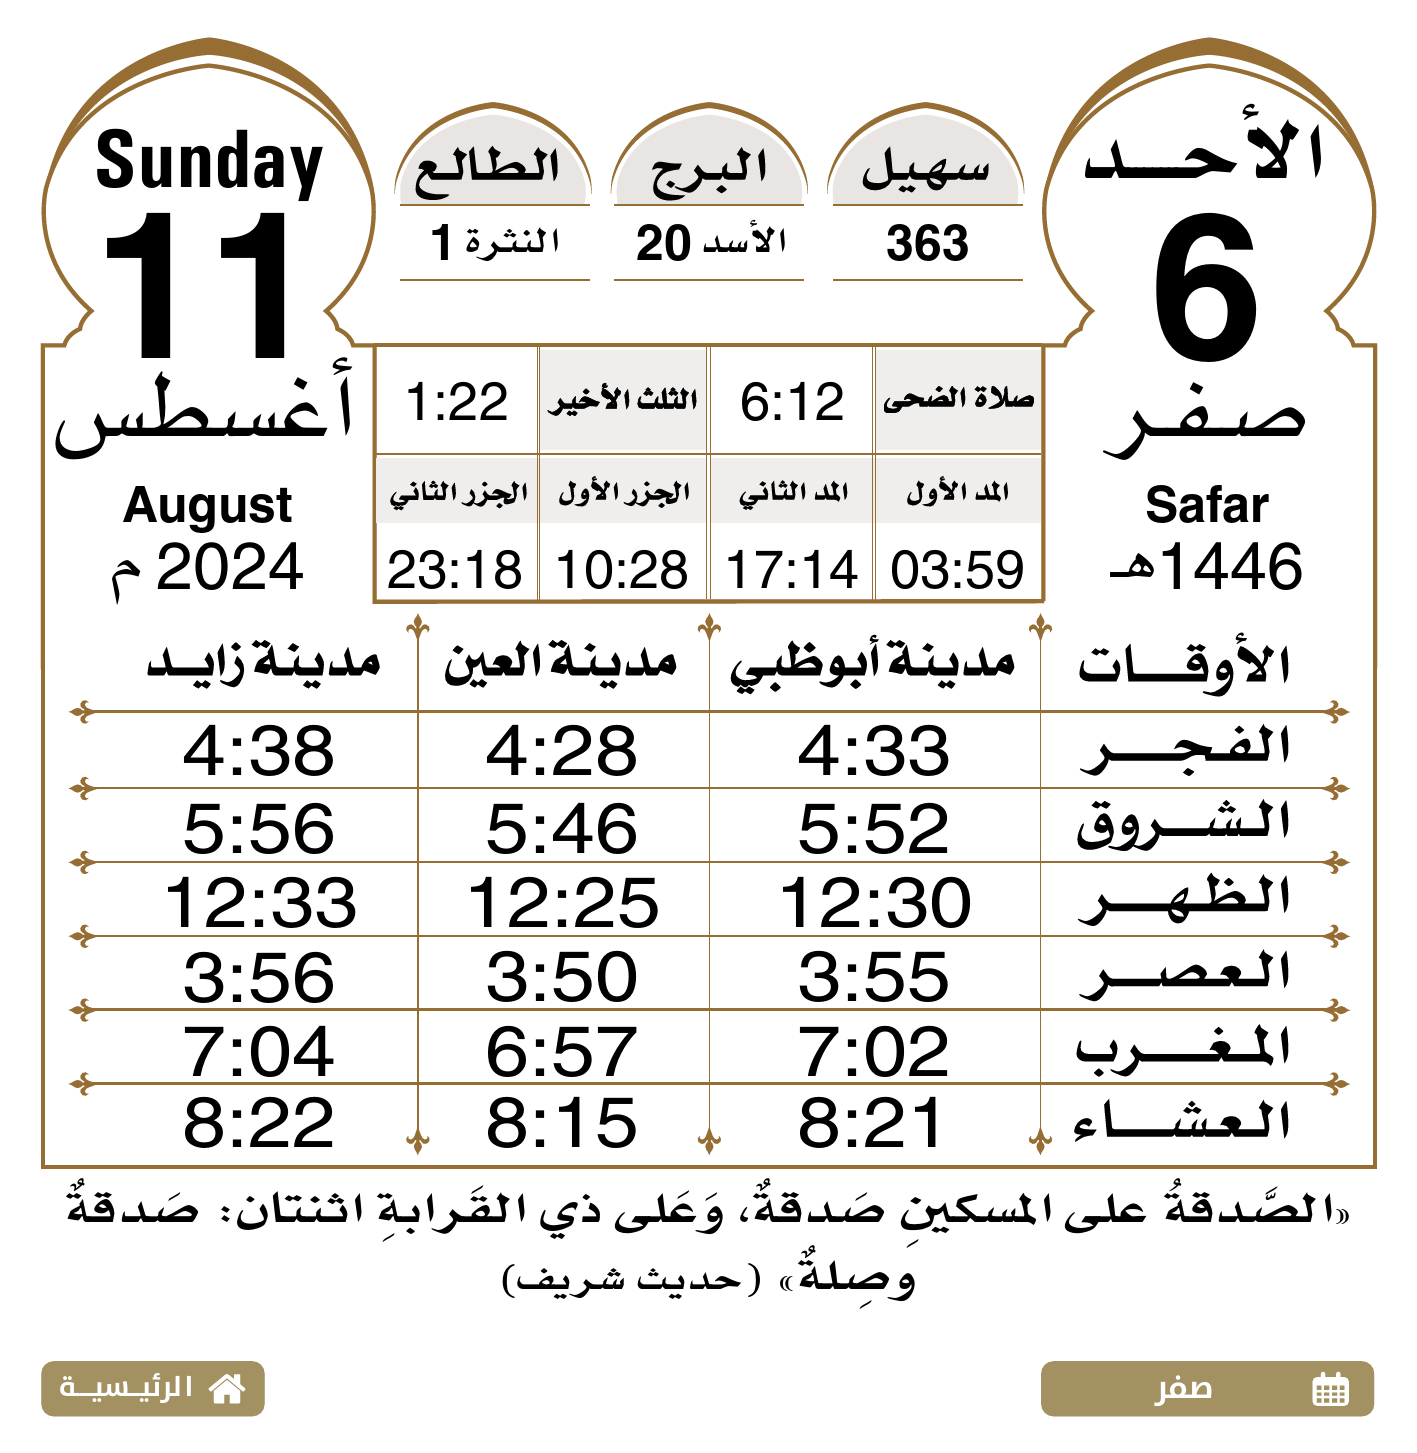 الأحد
6
صفر
Safar
1446هـ
سهيل
363
البرج
الأسد 20
الطالع
النثرة 1
Sunday
11
أغسطس
August
2024 م
صلاة الضحى 6:12 الثلث الأخير 1:22
المد الأول المد الثاني الجزر الأول الجزر الثاني
03:59 17:14 10:28 23:18
الأوقات مدينة أبوظبي مدينة العين مدينة زايد
الفجر 4:33 4:28 4:38
الشروق 5:52 5:46 5:56
الظهر 12:30 12:25 12:33
العصر 3:55 3:50 3:56
المغرب 7:02 6:57 7:04
العشاء 8:21 8:15 8:22
«الصَّدقةُ على المسكينِ صَدقةٌ، وَعَلى ذي القَرابةِ اثنتان: صَدقةٌ
وصِلةٌ» (حديث شريف)
صفر
الرئيسية